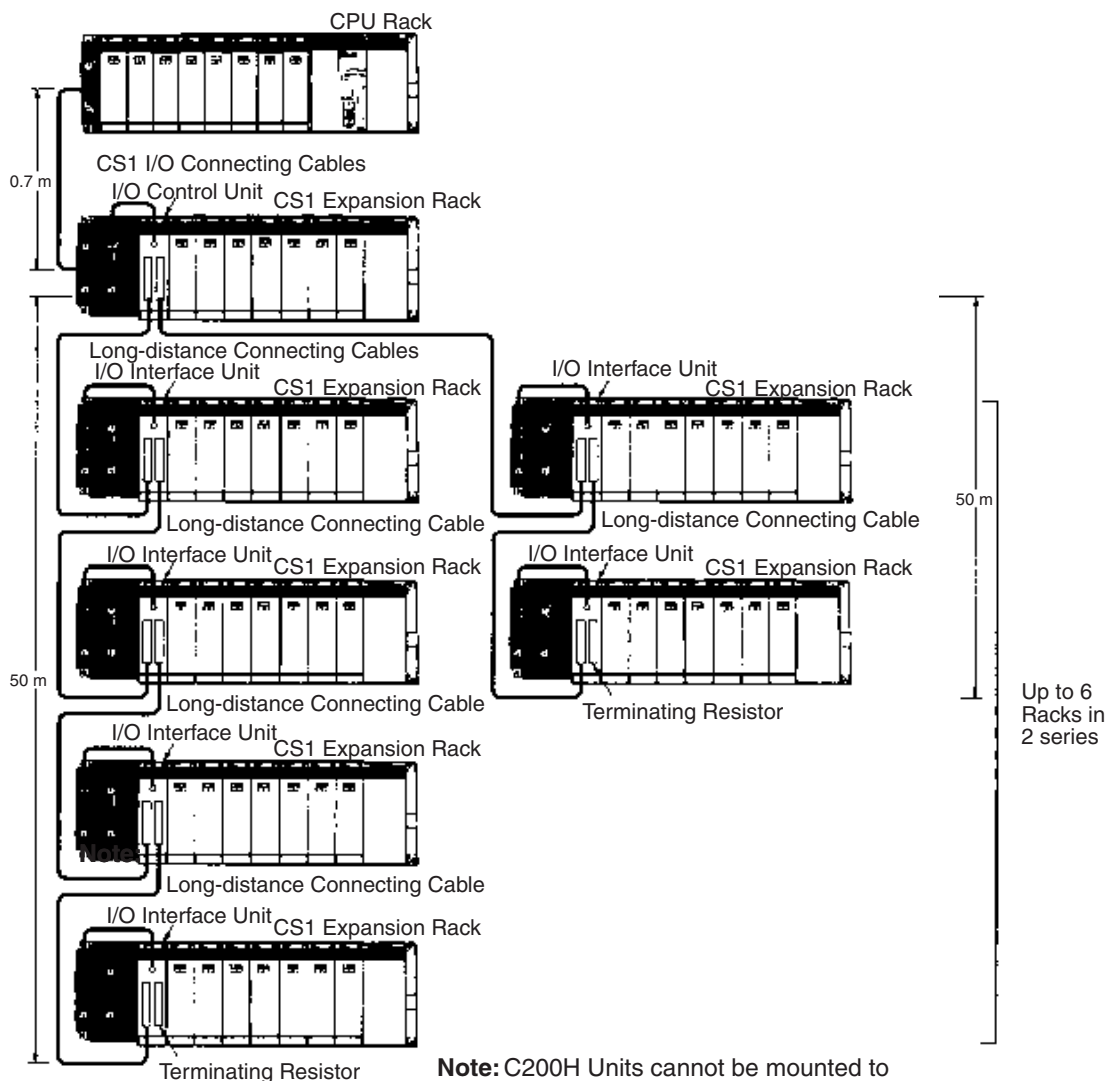 CPU Rack
CS1 I/O Connecting Cables
0.7 m
I/O Control Unit
CS1 Expansion Rack
Long-distance Connecting Cables
I/O Interface Unit
CS1 Expansion Rack
I/O Interface Unit
CS1 Expansion Rack
Long-distance Connecting Cable
Long-distance Connecting Cable
50 m
I/O Interface Unit
CS1 Expansion Rack
I/O Interface Unit
CS1 Expansion Rack
50 m
Long-distance Connecting Cable
Terminating Resistor
Up to 6
Racks in
2 series
I/O Interface Unit
CS1 Expansion Rack
Note:
Long-distance Connecting Cable
I/O Interface Unit
CS1 Expansion Rack
Terminating Resistor
Note: C200H Units cannot be mounted to